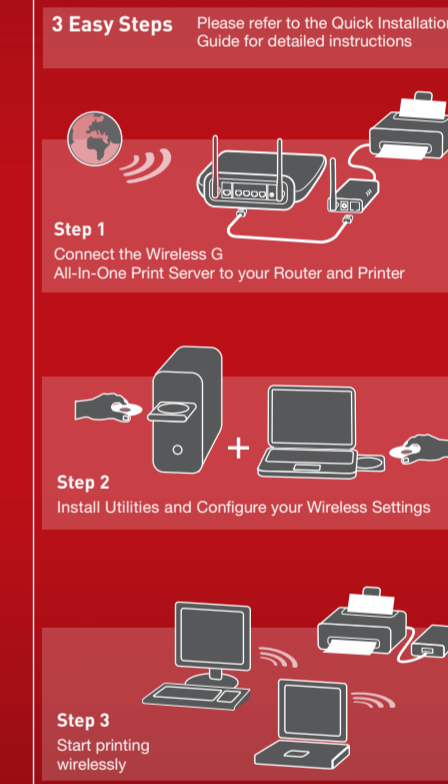 3 Easy Steps
Please refer to the Quick Installation
Guide for detailed instructions
Step 1
Connect the Wireless G
All-In-One Print Server to your Router and Printer
Step 2
Install Utilities and Configure your Wireless Settings
Step 3
Start printing
wirelessly